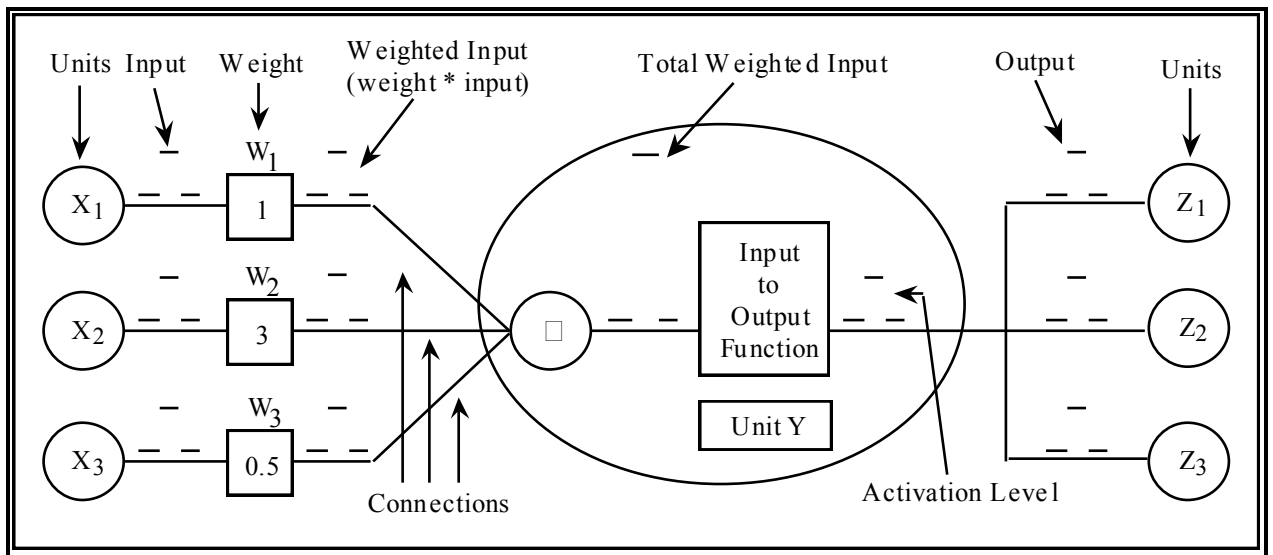 Units Input Weight
Weighted Input
(weight * input)
Total Weighted Input
Output
Units
W1
X1
1
Z1
Input
to
Output
Function
W2
X2
3
Z2
Unit Y
W3
X3
0.5
Z3
Connections
Activation Level